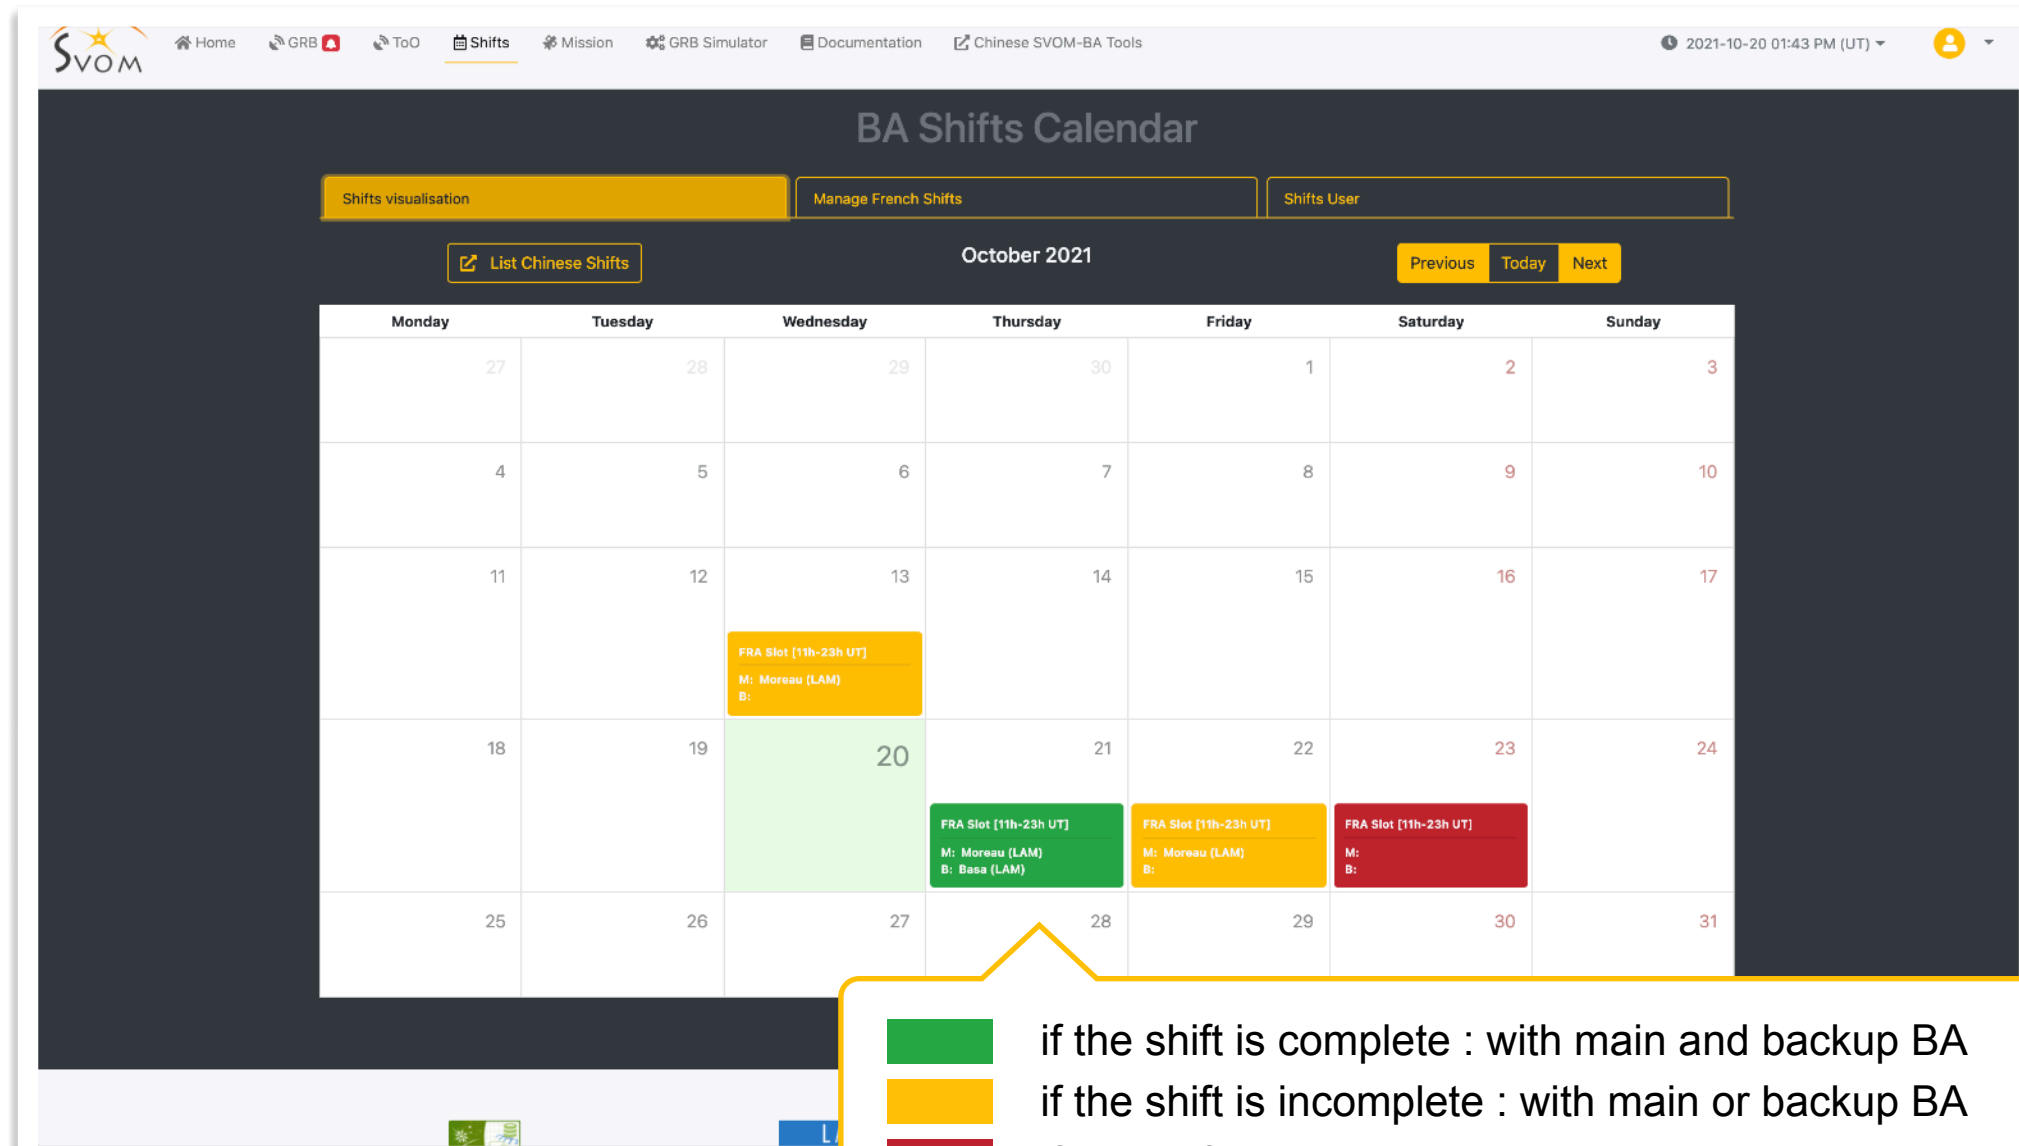 SVOM
Home GRB ToO Shifts Mission GRB Simulator Documentation Chinese SVOM-BA Tools 2021-10-20 01:43 PM (UT)
BA Shifts Calendar
Shifts visualisation Manage French Shifts Shifts User
List Chinese Shifts October 2021 Previous Today Next
Monday Tuesday Wednesday Thursday Friday Saturday Sunday
27 28 29 30 1 2 3
4 5 6 7 8 9 10
11 12 13 14 15 16 17
FRA Slot [11h-23h UT]
M: Moreau (LAM)
B:
18 19 20 21 22 23 24
FRA Slot [11h-23h UT] FRA Slot [11h-23h UT] FRA Slot [11h-23h UT]
M: Moreau (LAM) M: Moreau (LAM) M:
B: Basa (LAM) B: B:
25 26 27 28 29 30 31
if the shift is complete : with main and backup BA
if the shift is incomplete : with main or backup BA